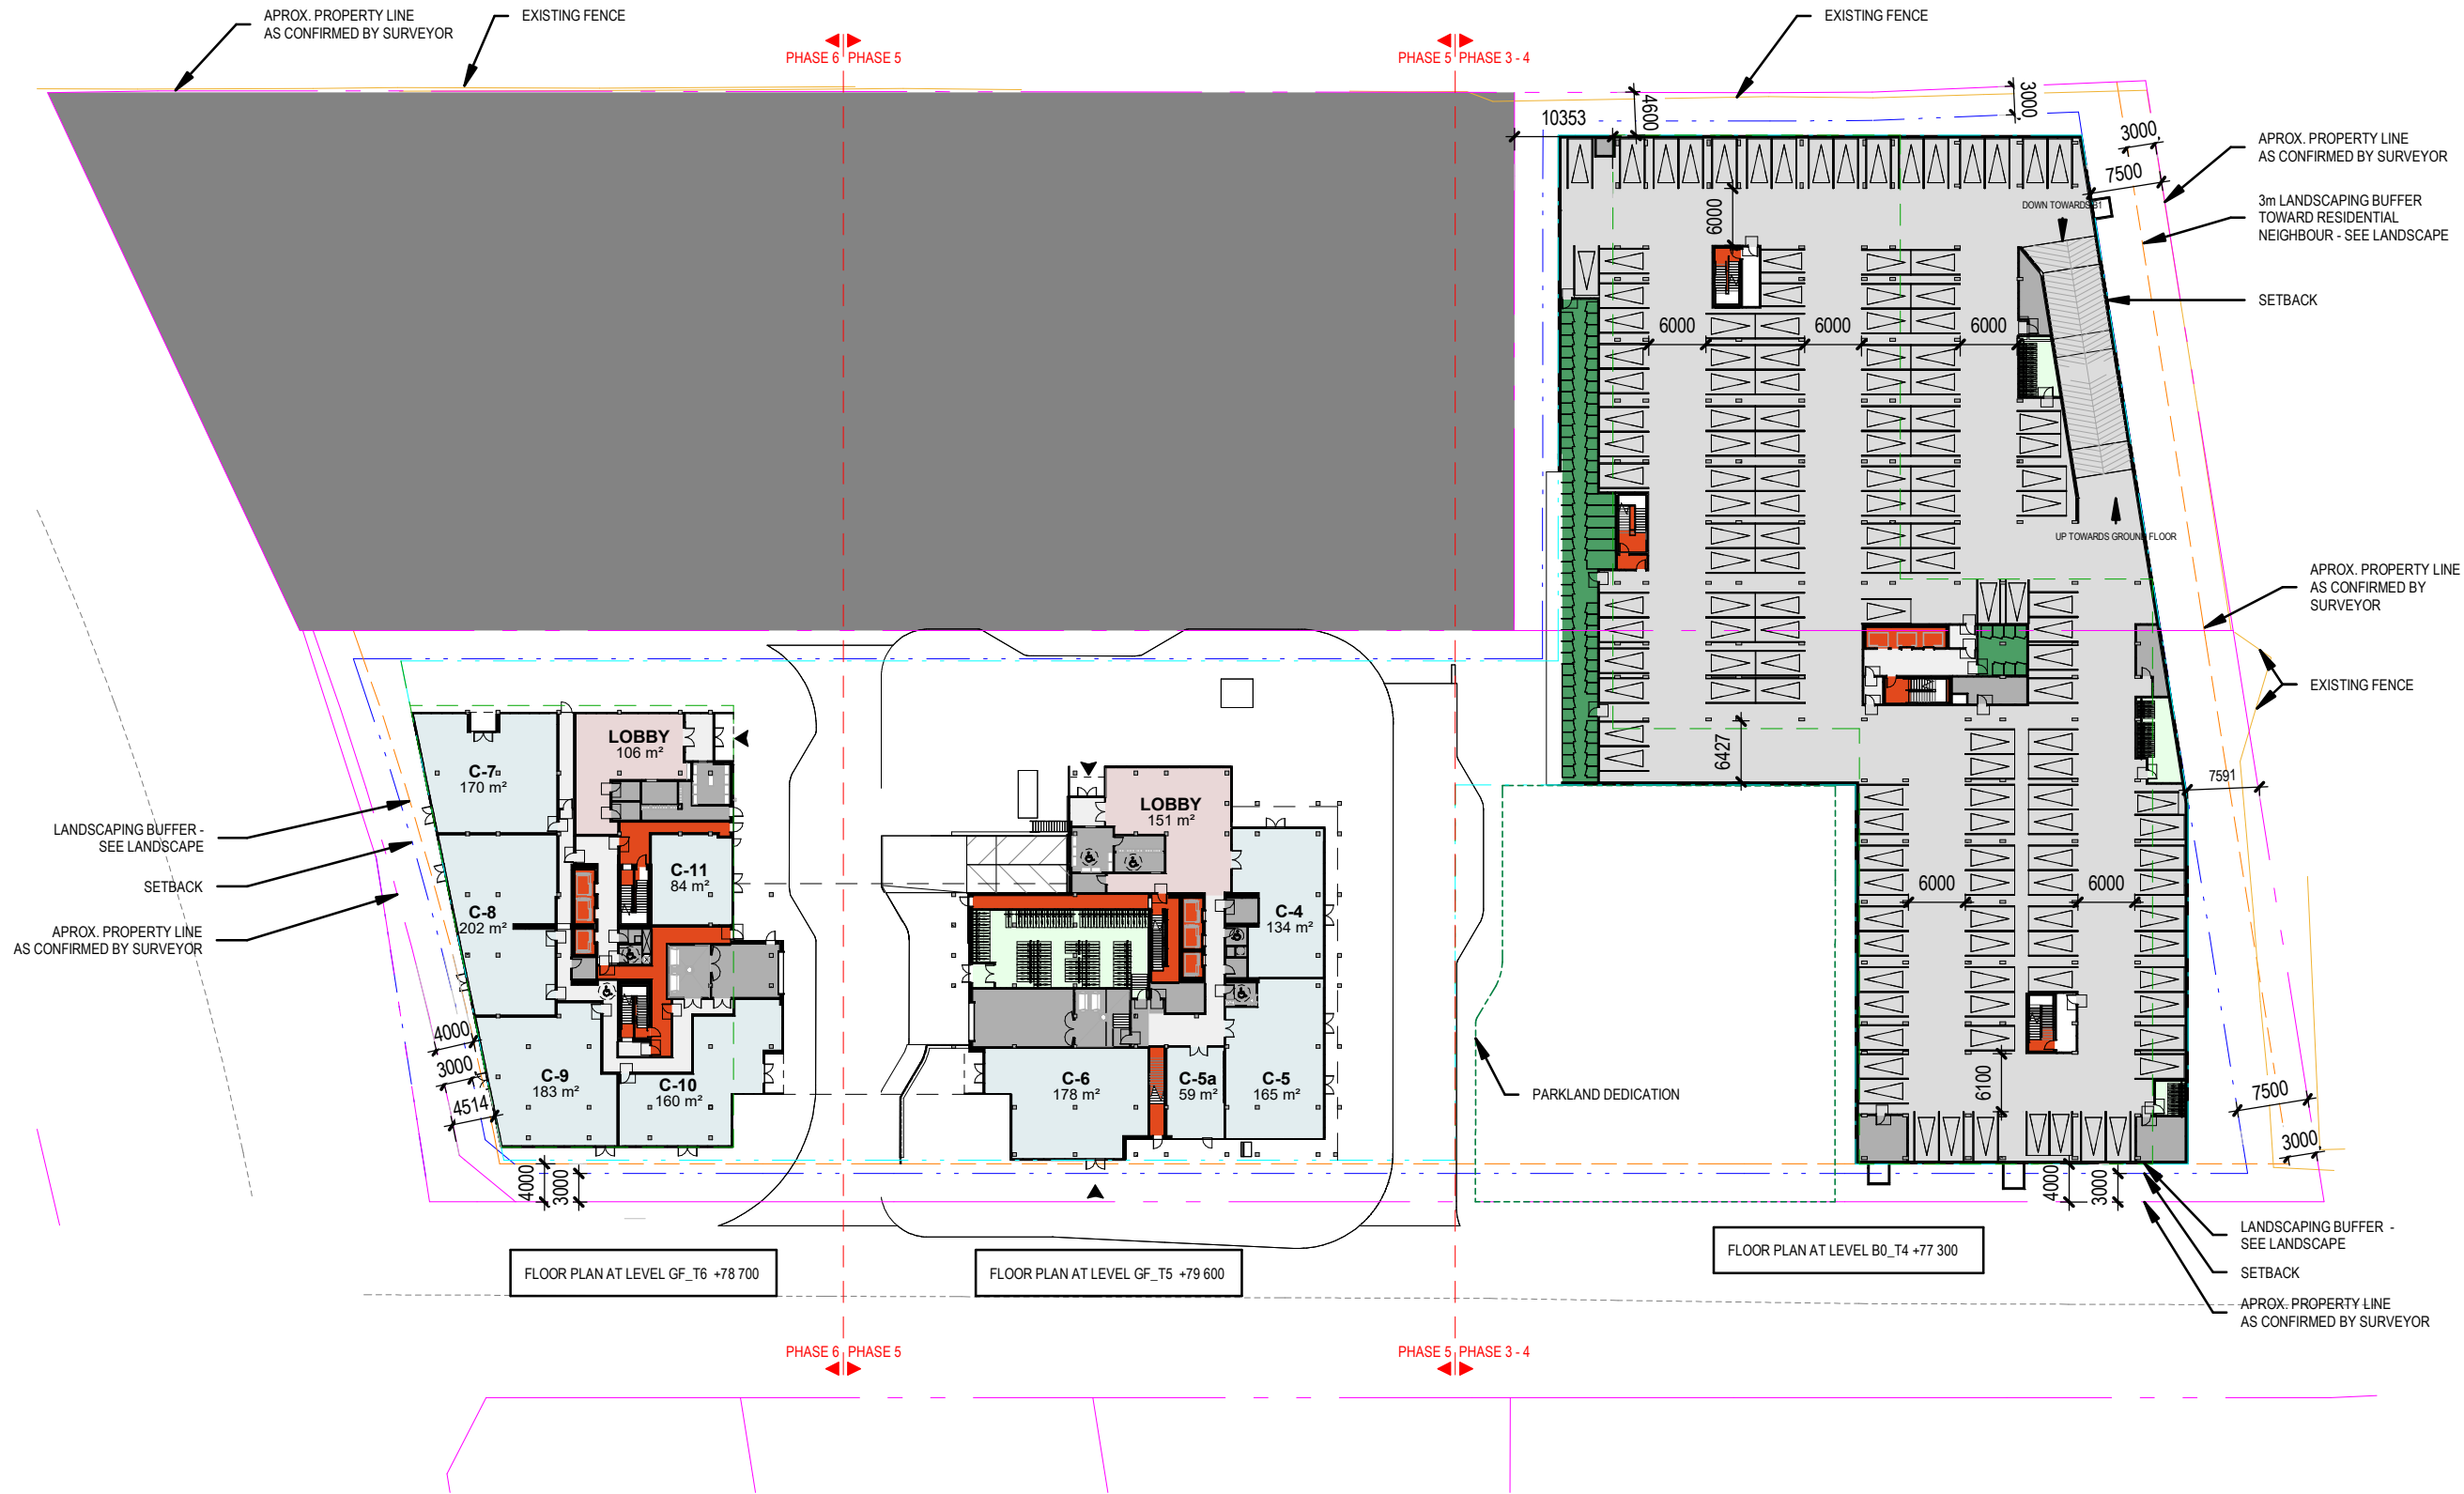 APROX. PROPERTY LINE
AS CONFIRMED BY SURVEYOR
EXISTING FENCE
EXISTING FENCE
PHASE 6
PHASE 5
PHASE 5
PHASE 3 - 4
4600
3000
10353
3000
7500
6000
APROX. PROPERTY LINE
AS CONFIRMED BY SURVEYOR
3m LANDSCAPING BUFFER
TOWARD RESIDENTIAL
NEIGHBOUR - SEE LANDSCAPE
DOWN TOWARDS B1
SETBACK
6000
6000
6000
UP TOWARDS GROUND FLOOR
APROX. PROPERTY LINE
AS CONFIRMED BY
SURVEYOR
EXISTING FENCE
LOBBY
106 m²
C-7
170 m²
6427
7591
LOBBY
151 m²
LANDSCAPING BUFFER -
SEE LANDSCAPE
SETBACK
APROX. PROPERTY LINE
AS CONFIRMED BY SURVEYOR
C-11
84 m²
C-8
202 m²
C-4
134 m²
6000
6000
4000
3000
4514
C-9
183 m²
C-10
160 m²
C-6
178 m²
C-5a
59 m²
C-5
165 m²
PARKLAND DEDICATION
6100
7500
3000
4000
3000
4000
3000
LANDSCAPING BUFFER -
SEE LANDSCAPE
SETBACK
APROX. PROPERTY LINE
AS CONFIRMED BY SURVEYOR
FLOOR PLAN AT LEVEL GF_T6 +78 700
FLOOR PLAN AT LEVEL GF_T5 +79 600
FLOOR PLAN AT LEVEL B0_T4 +77 300
PHASE 6
PHASE 5
PHASE 5
PHASE 3 - 4